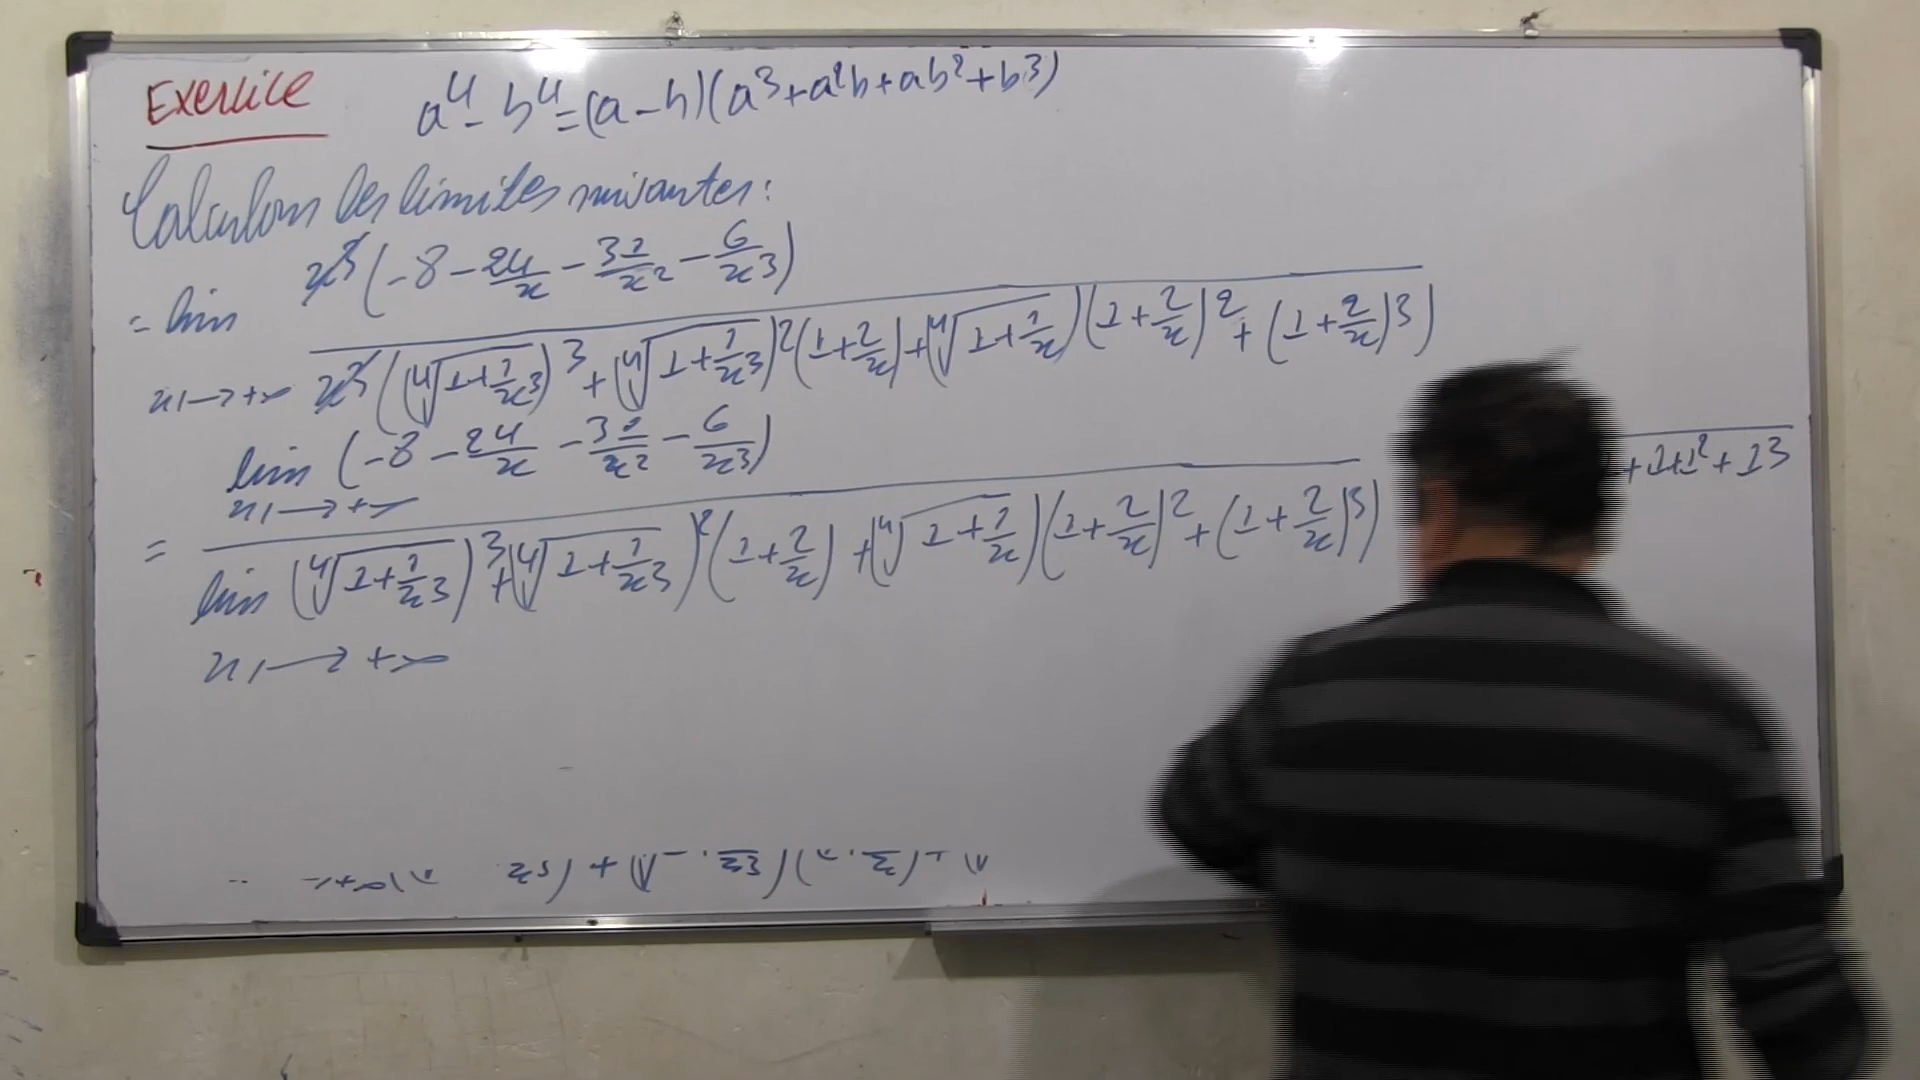 Exercice
a⁴ - b⁴ = (a - b)(a³ + a²b + ab² + b³)
Calculons les limites suivantes :
x³(-8 - 24/x - 32/x² - 6/x³)
= lim
x ↦ +∞
x³((⁴√(1+1/x³))³ + (⁴√(1+1/x³))²(1+2/x) + (⁴√(1+1/x))(1+2/x)² + (1+2/x)³)
lim (-8 - 24/x - 32/x² - 6/x³)
x ↦ +∞
=
lim (⁴√(1+1/x³))³ + (⁴√(1+1/x³))²(1+2/x) + (⁴√(1+1/x))(1+2/x)² + (1+2/x)³)
x ↦ +∞
+1+1² + 1³